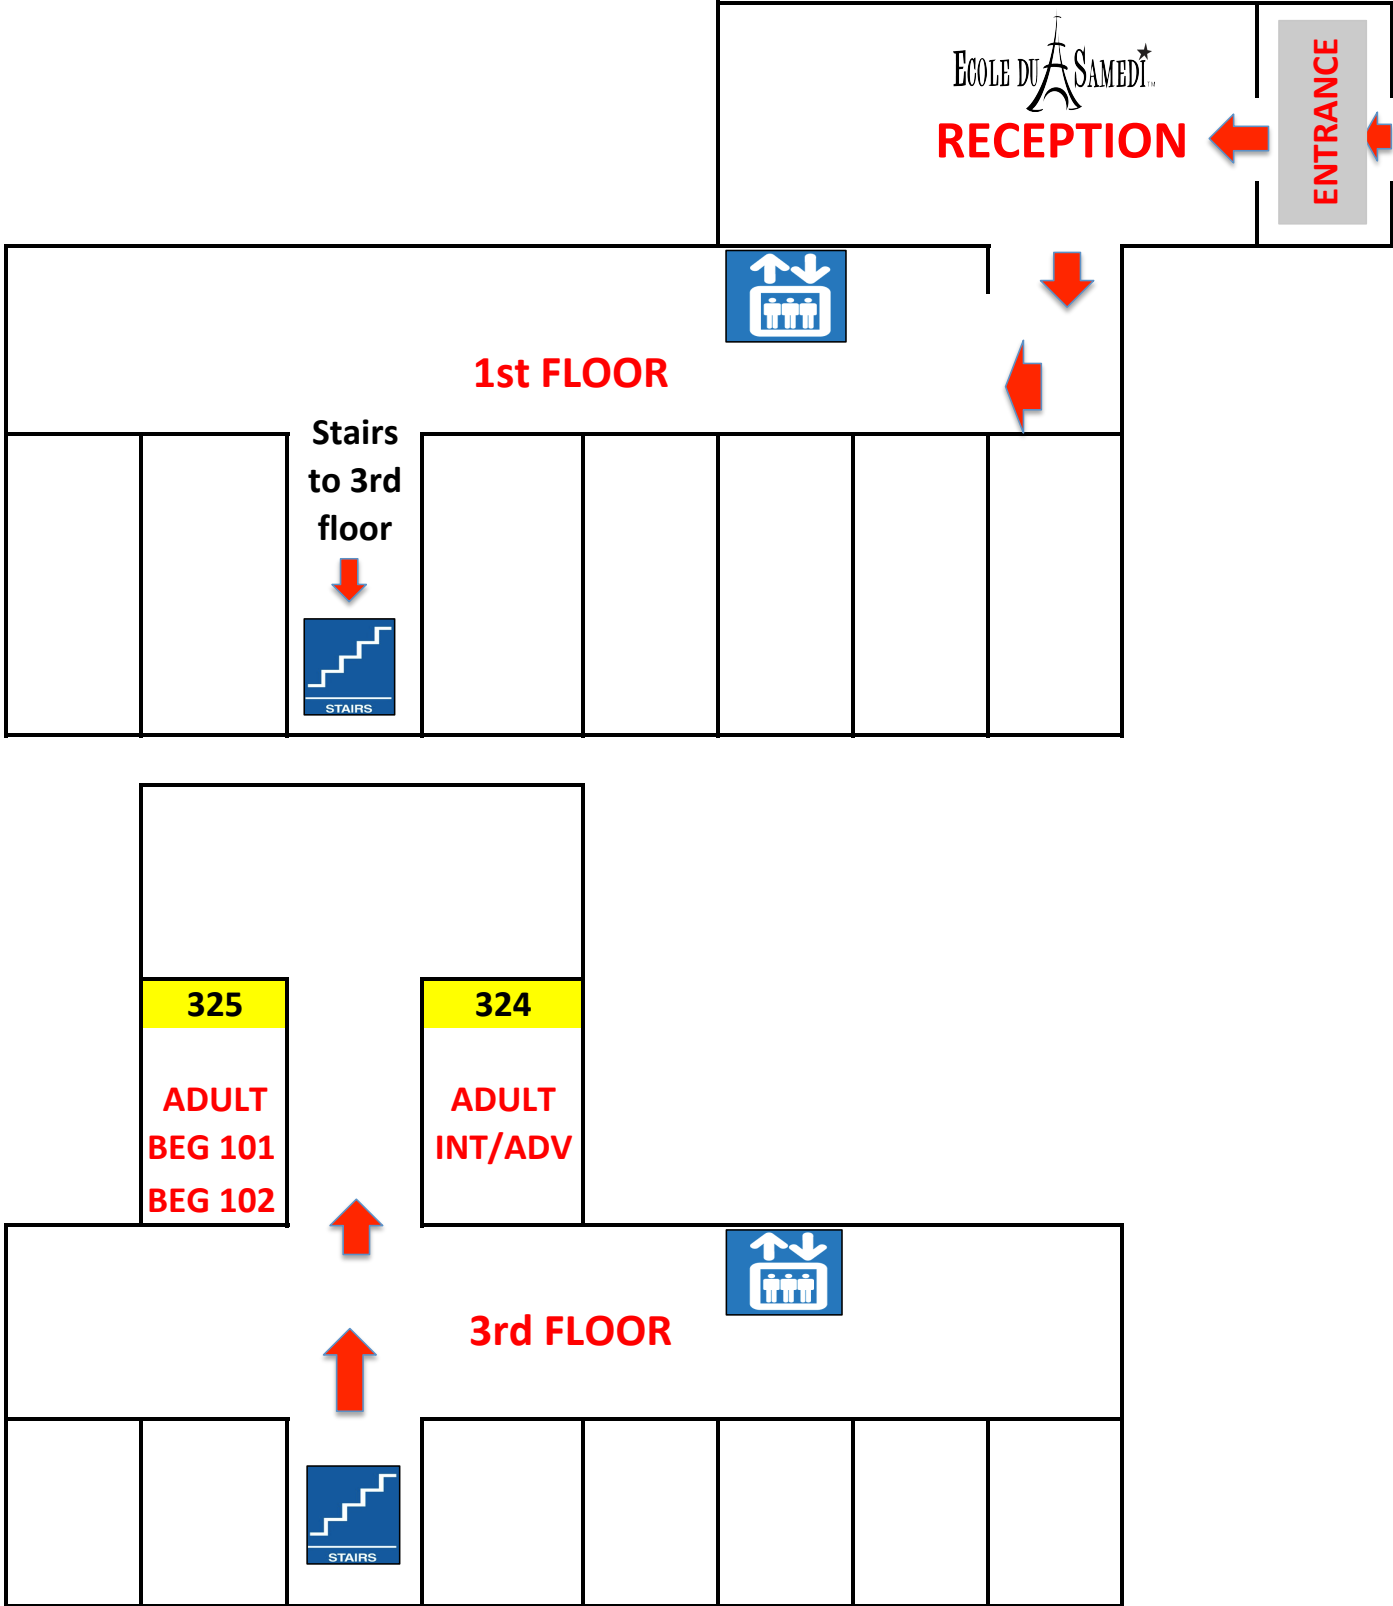 ECOLE DU SAMEDI™
RECEPTION
ENTRANCE
1st FLOOR
Stairs
to 3rd
floor
STAIRS
325
324
ADULT
BEG 101
BEG 102
ADULT
INT/ADV
3rd FLOOR
STAIRS